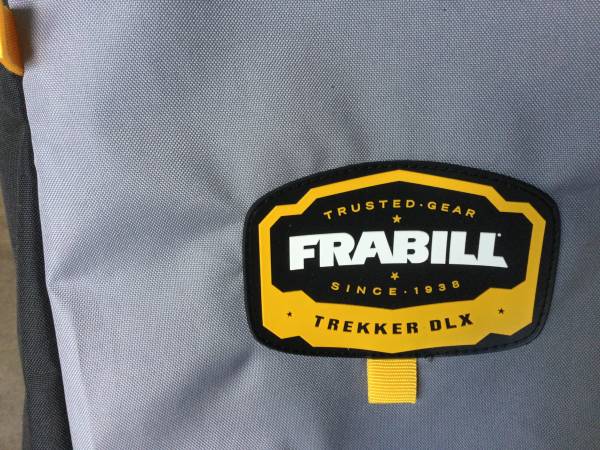 TRUSTED·GEAR
FRABILL
SINCE·1938
TREKKER DLX